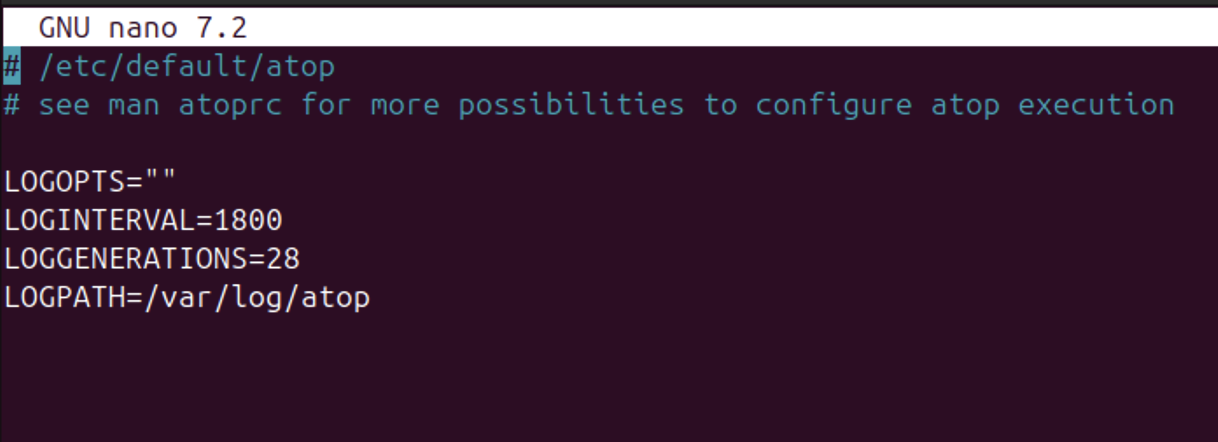 GNU nano 7.2
# /etc/default/atop
# see man atoprc for more possibilities to configure atop execution
LOGOPTS=""
LOGINTERVAL=1800
LOGGENERATIONS=28
LOGPATH=/var/log/atop